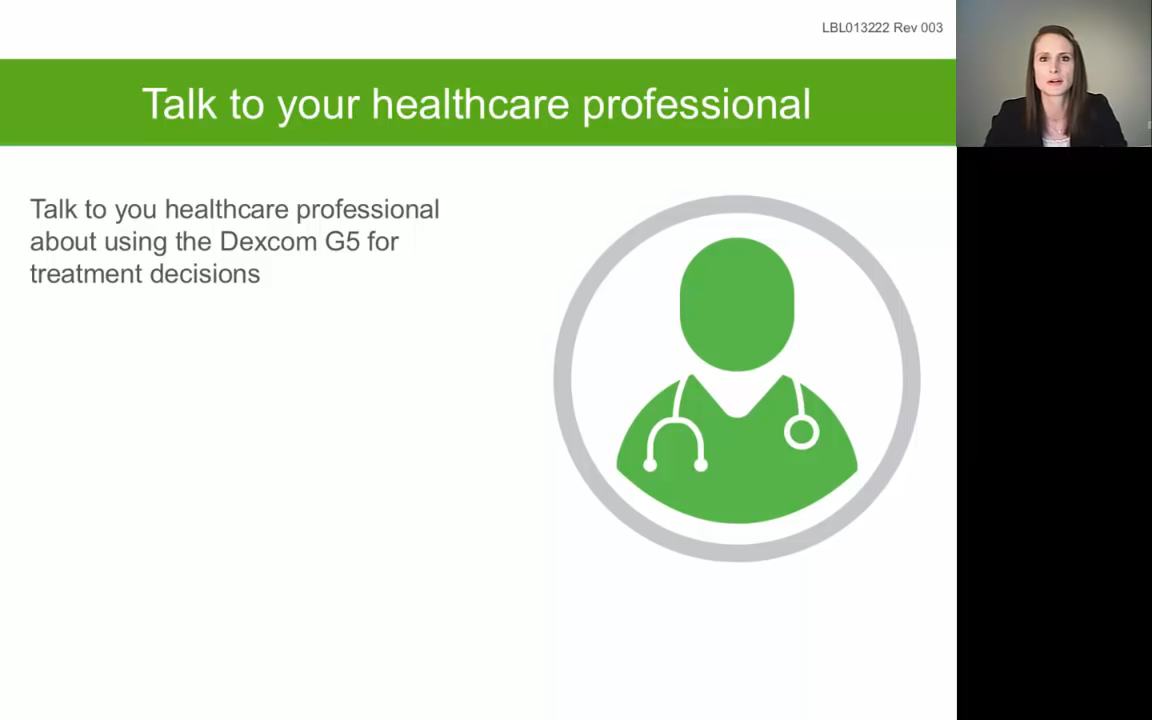 LBL013222 Rev 003
Talk to your healthcare professional
Talk to you healthcare professional
about using the Dexcom G5 for
treatment decisions